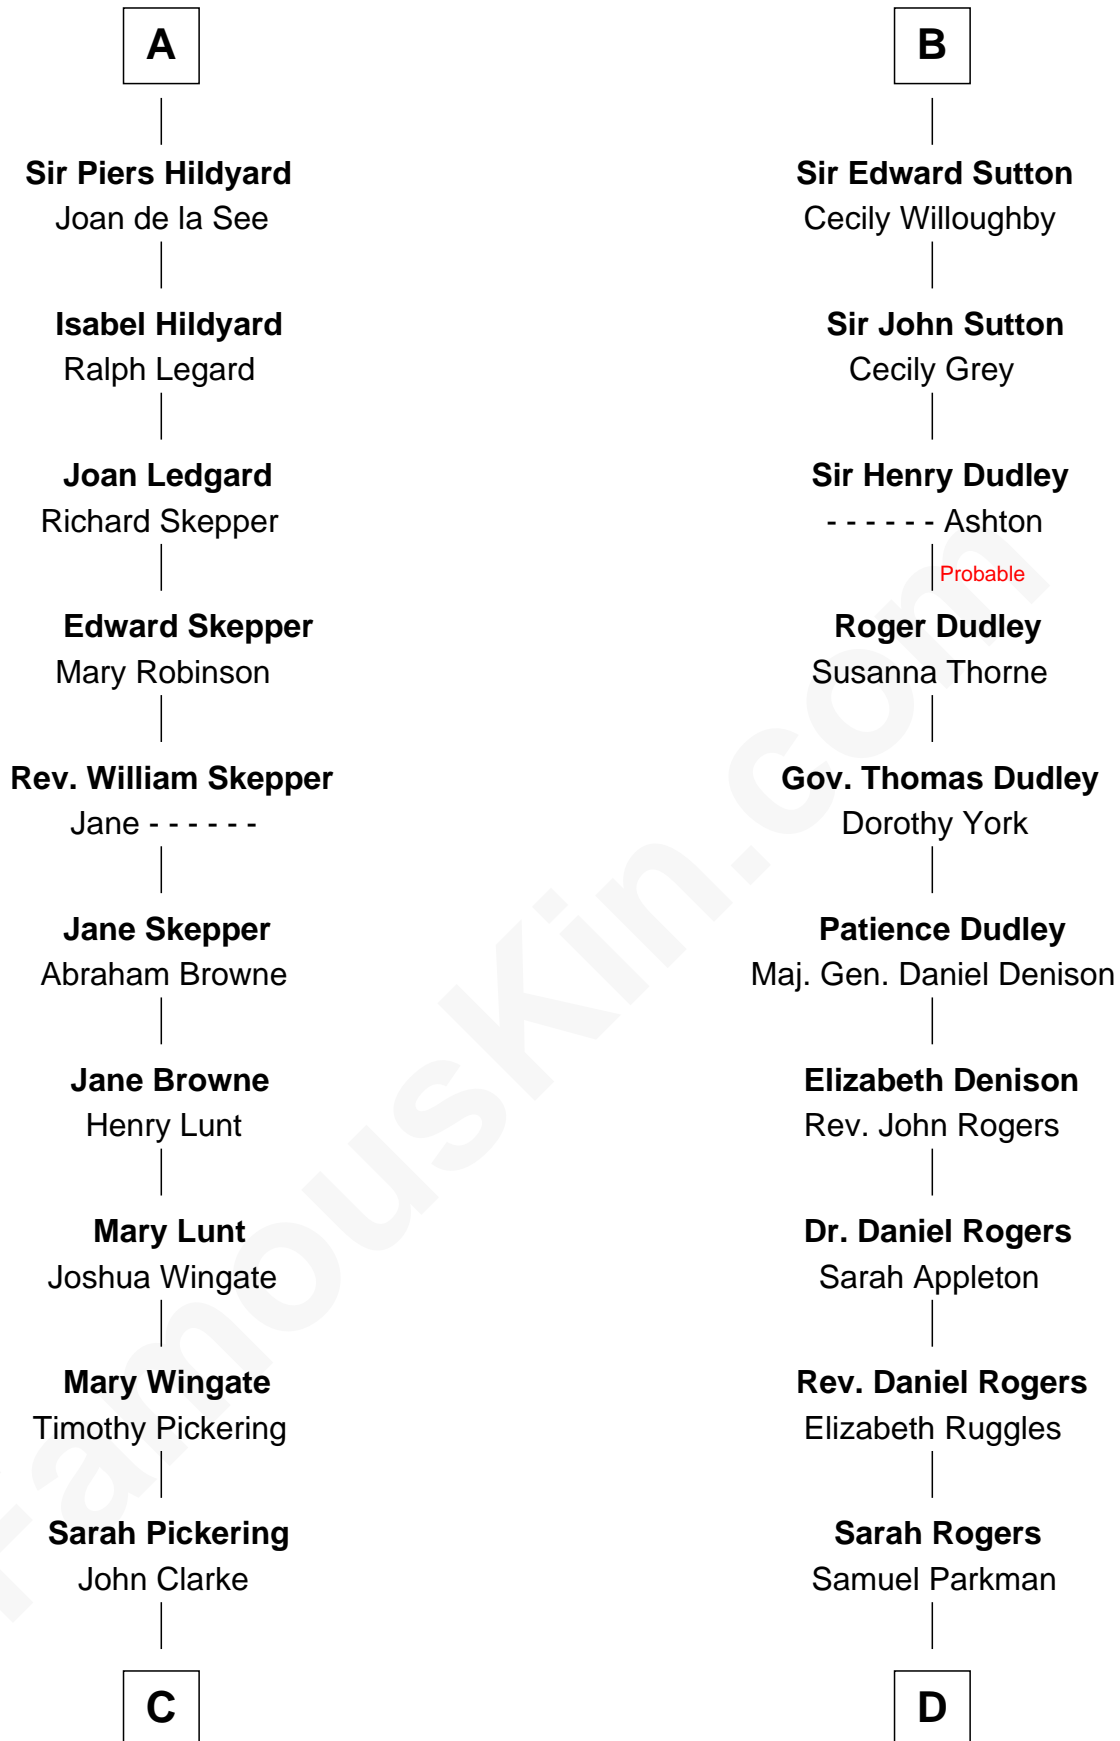 A
Sir Piers Hildyard
Joan de la See
Isabel Hildyard
Ralph Legard
Joan Ledgard
Richard Skepper
Edward Skepper
Mary Robinson
Rev. William Skepper
Jane - - - - - -
Jane Skepper
Abraham Browne
Jane Browne
Henry Lunt
Mary Lunt
Joshua Wingate
Mary Wingate
Timothy Pickering
Sarah Pickering
John Clarke
C
B
Sir Edward Sutton
Cecily Willoughby
Sir John Sutton
Cecily Grey
Sir Henry Dudley
- - - - - - Ashton
Probable
Roger Dudley
Susanna Thorne
Gov. Thomas Dudley
Dorothy York
Patience Dudley
Maj. Gen. Daniel Denison
Elizabeth Denison
Rev. John Rogers
Dr. Daniel Rogers
Sarah Appleton
Rev. Daniel Rogers
Elizabeth Ruggles
Sarah Rogers
Samuel Parkman
D
FamousKin.com